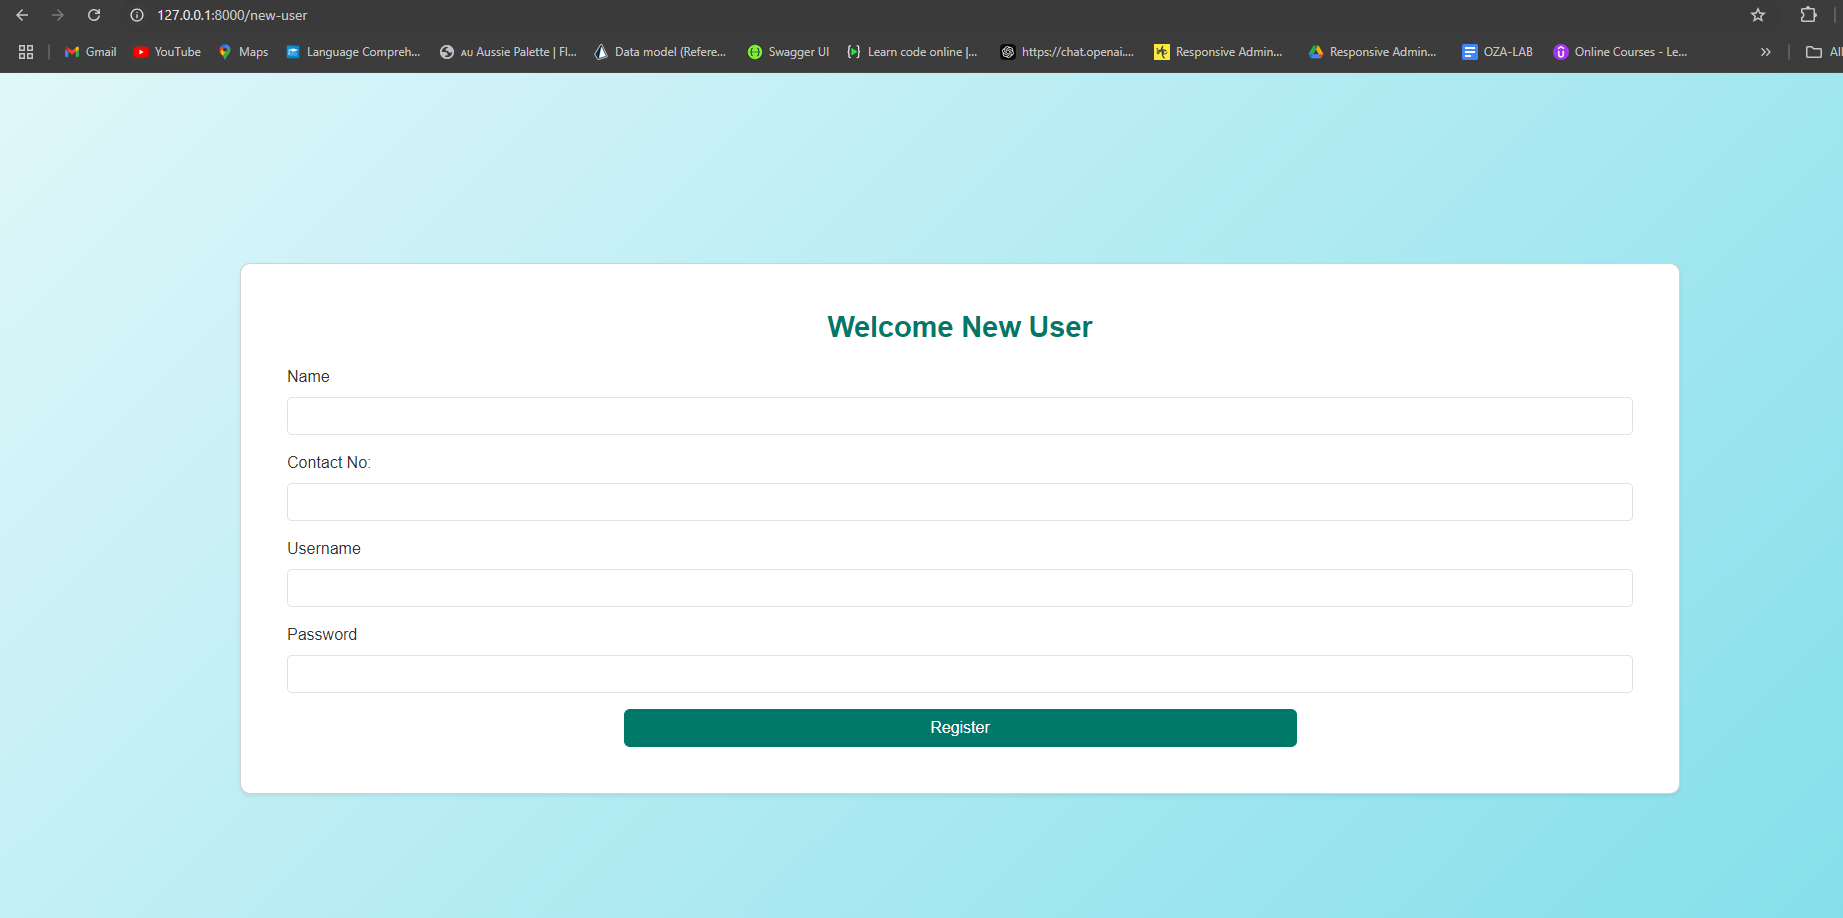 127.0.0.1:8000/new-user
Gmail YouTube Maps Language Compreh... AU Aussie Palette | Fl... Data model (Refere... Swagger UI Learn code online |... https://chat.openai.... Responsive Admin... Responsive Admin... OZA-LAB Online Courses - Le... » All
Welcome New User
Name
Contact No:
Username
Password
Register